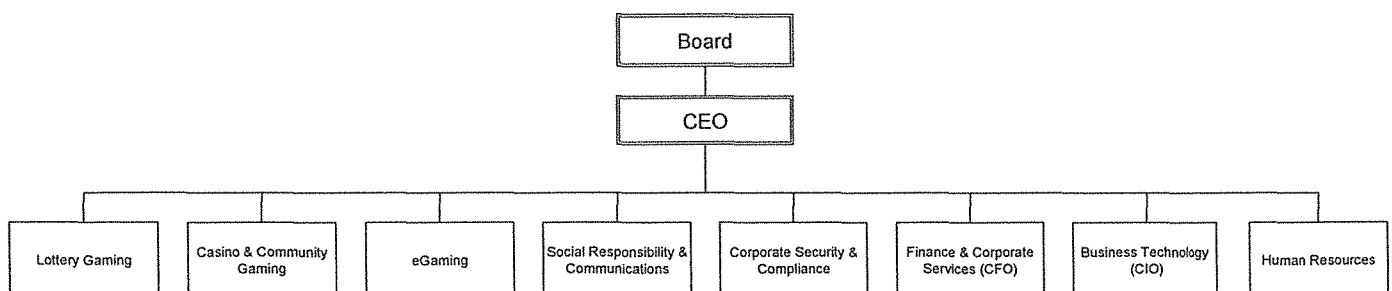 Board
CEO
Lottery Gaming
Casino & Community
Gaming
eGaming
Social Responsibility &
Communications
Corporate Security &
Compliance
Finance & Corporate
Services (CFO)
Business Technology
(CIO)
Human Resources